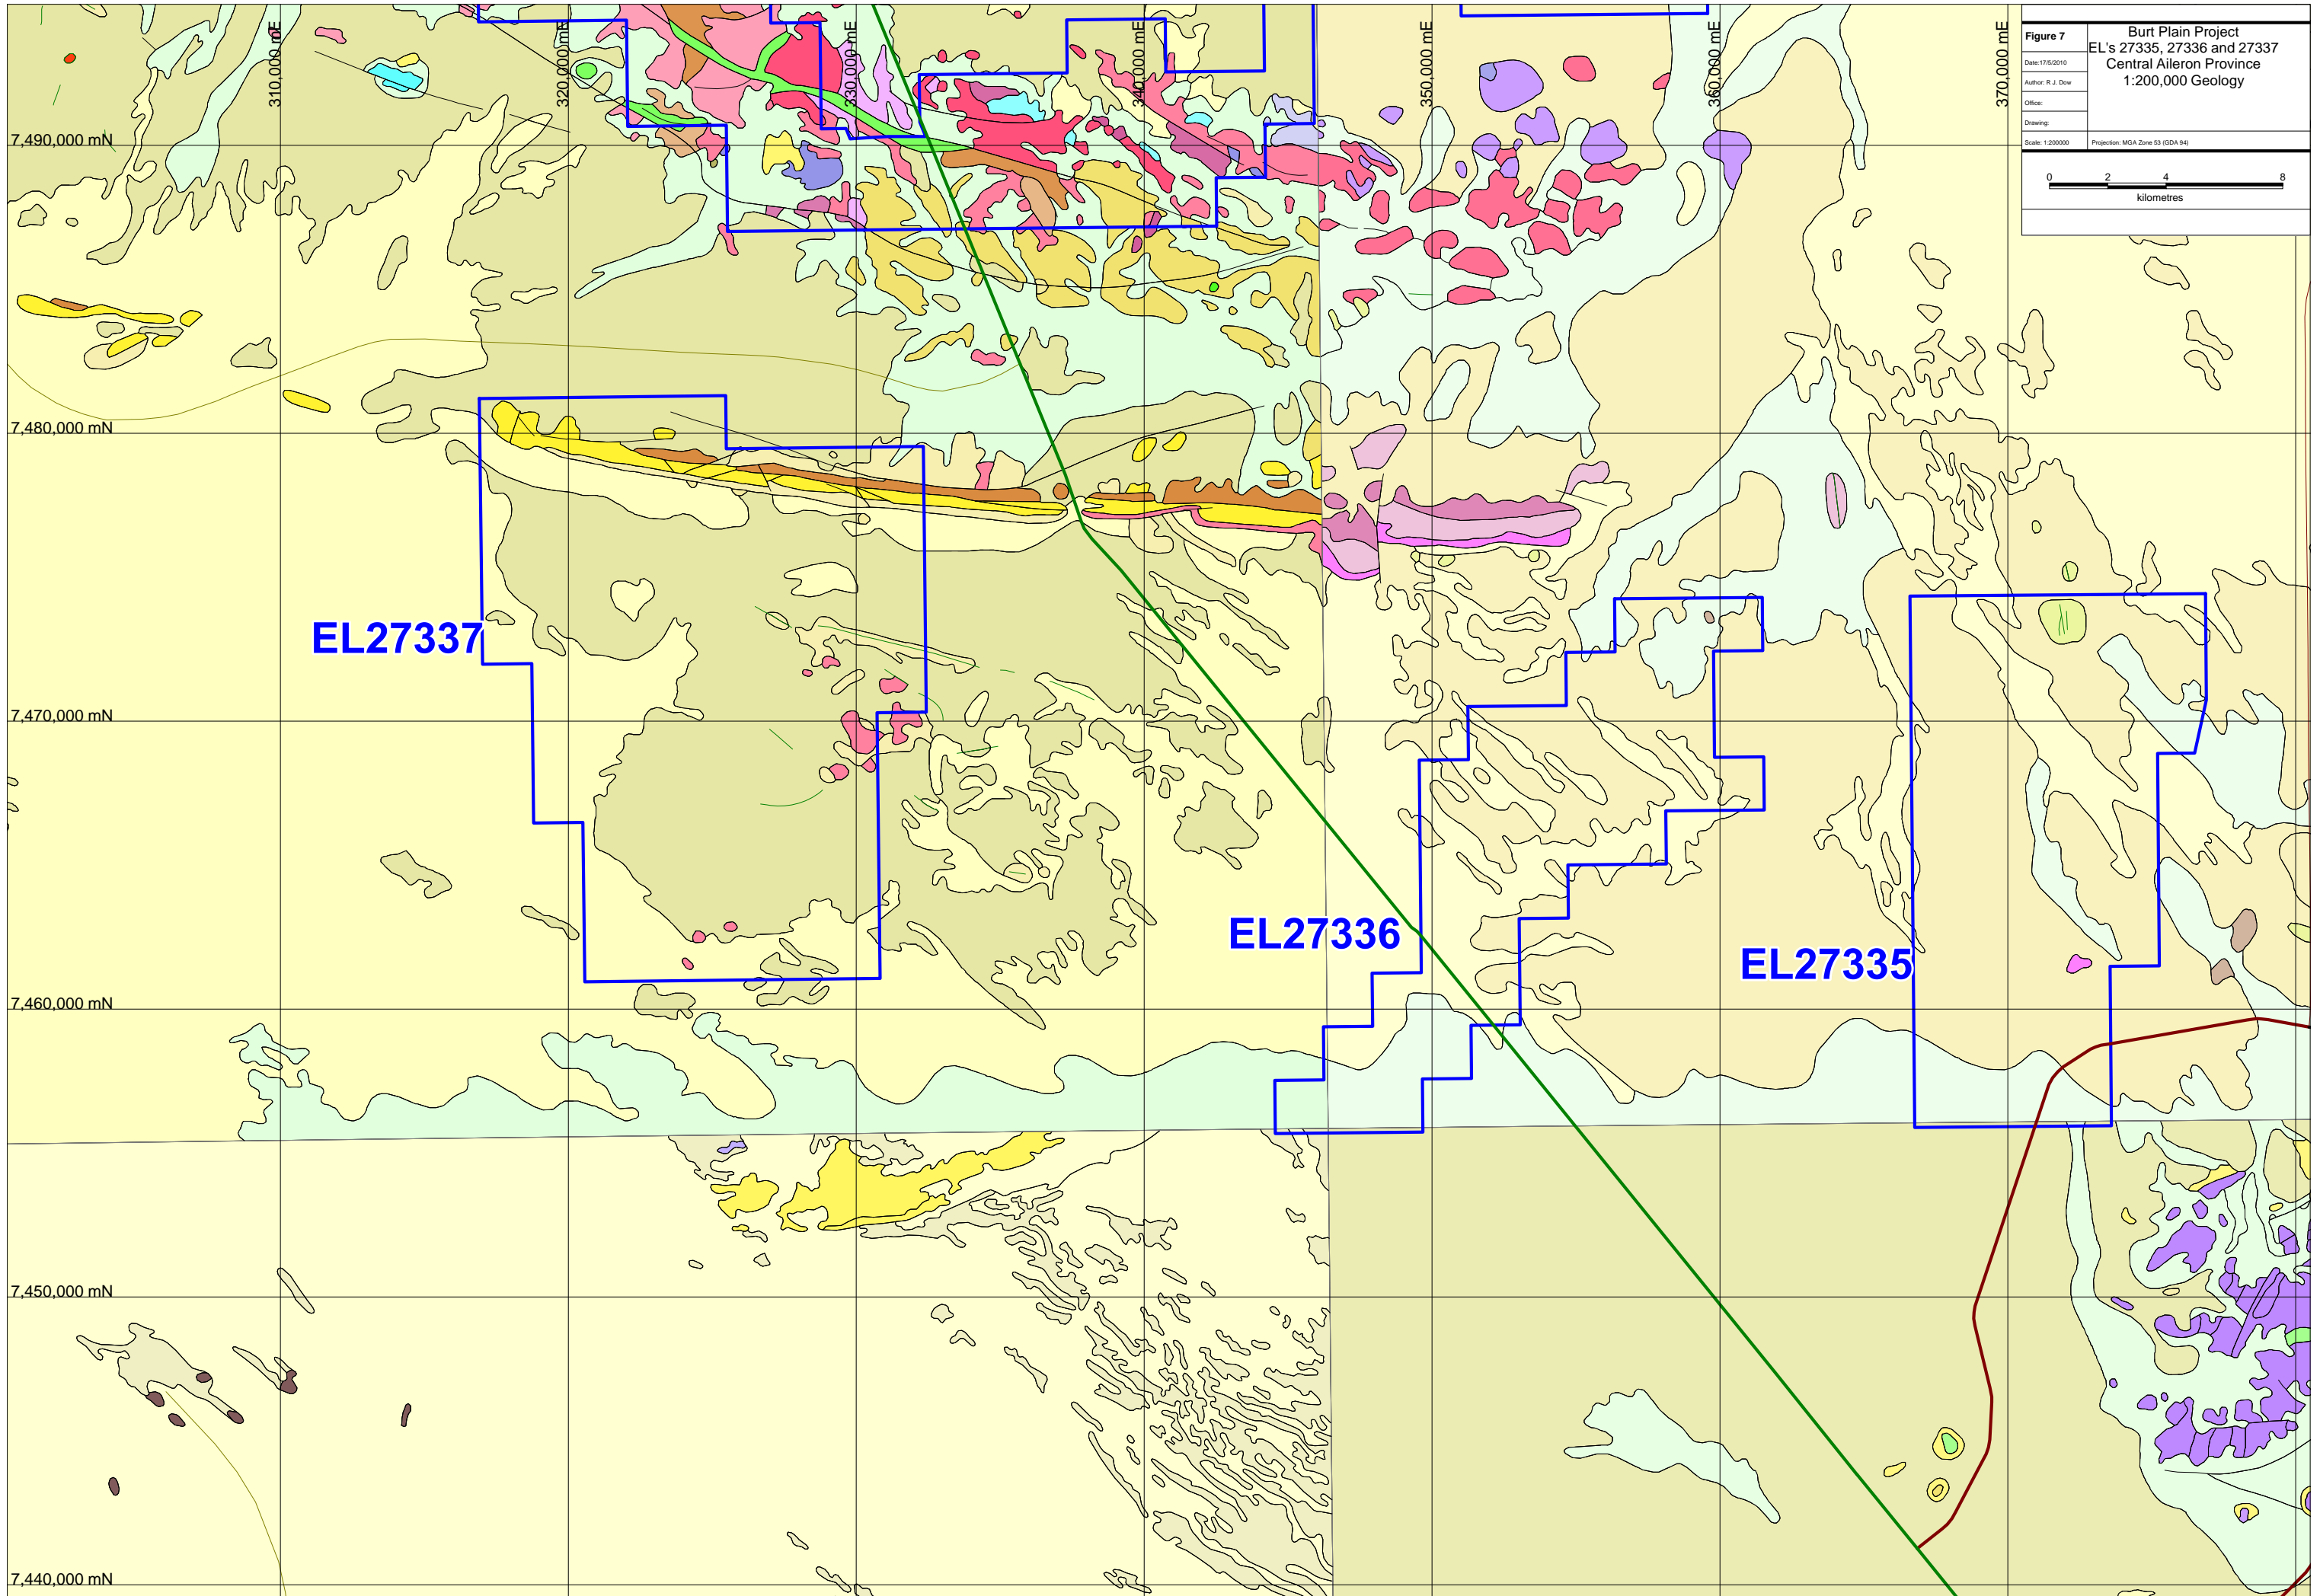 310,000 mE
320,000 mE
330,000 mE
340,000 mE
350,000 mE
360,000 mE
370,000 mE
Figure 7
Date:17/5/2010
Author: R J. Dow
Office:
Drawing:
Scale: 1:200000
Burt Plain Project
EL's 27335, 27336 and 27337
Central Aileron Province
1:200,000 Geology
Projection: MGA Zone 53 (GDA 94)
0 2 4 8
kilometres
7,490,000 mN
7,480,000 mN
EL27337
7,470,000 mN
EL27336
EL27335
7,460,000 mN
7,450,000 mN
7,440,000 mN